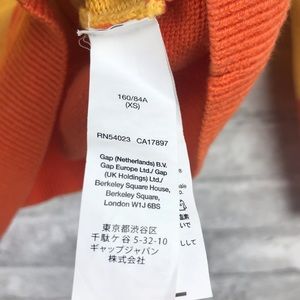 160/84A
(XS)
RN54023 CA17897
Gap (Netherlands) B.V.
Gap Europe Ltd./ Gap
(UK Holdings) Ltd./
Berkeley Square House,
Berkeley Square,
London W1J 6BS
東京都渋谷区
千駄ケ谷 5-32-10
ギャップジャパン
株式会社